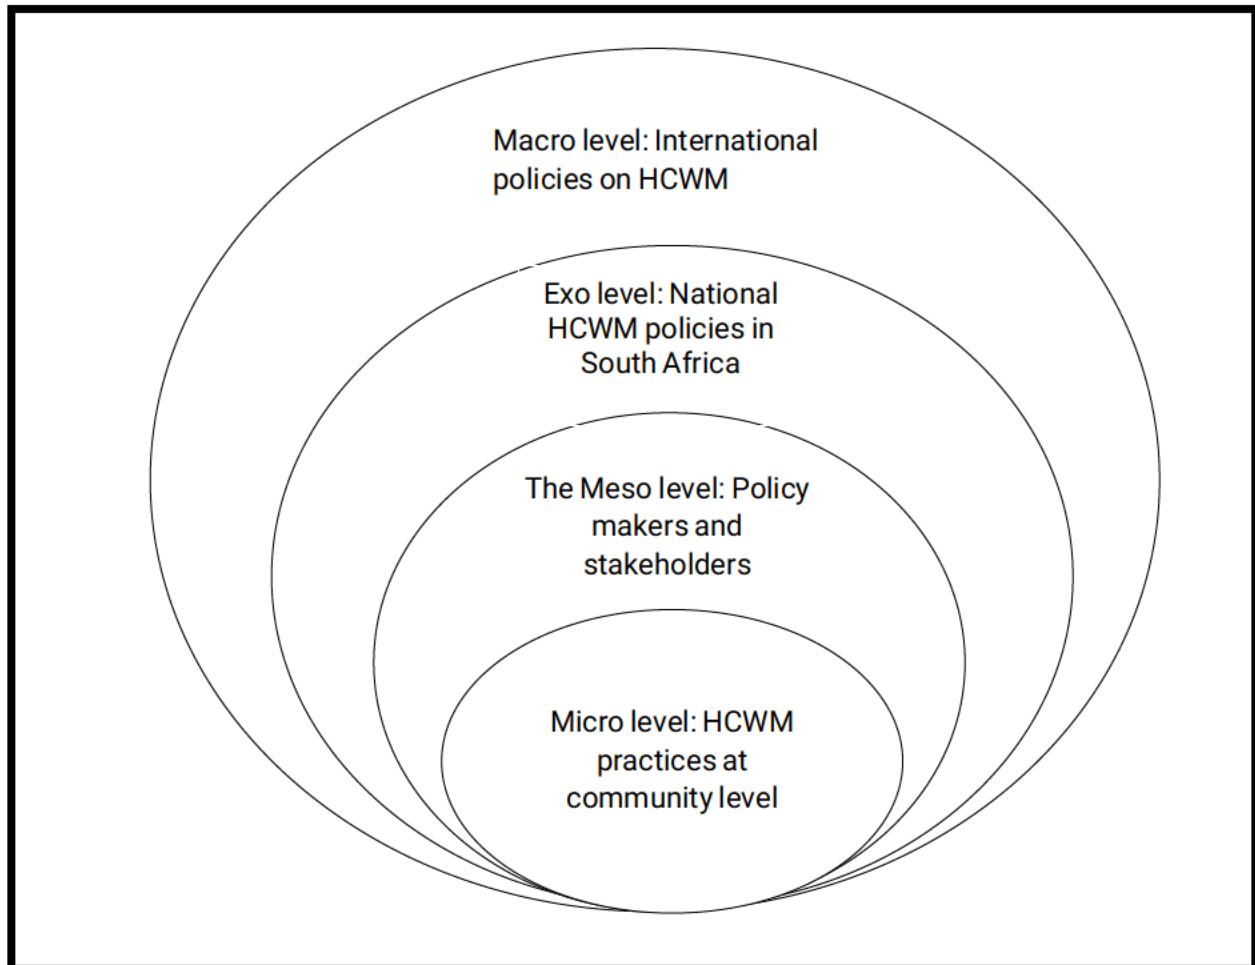 Macro level: International
policies on HCWM
Exo level: National
HCWM policies in
South Africa
The Meso level: Policy
makers and
stakeholders
Micro level: HCWM
practices at
community level